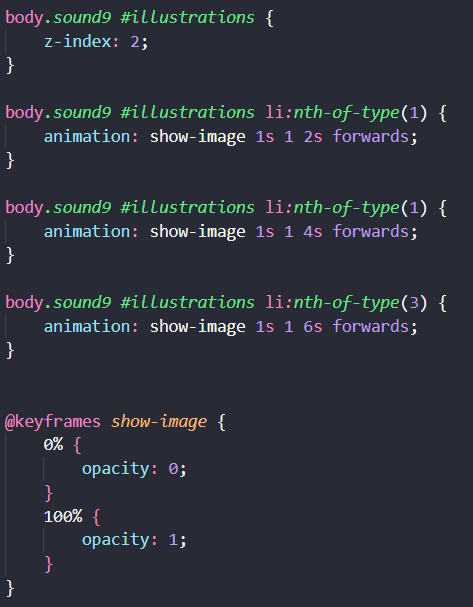 body.sound9 #illustrations {
    z-index: 2;
}
body.sound9 #illustrations li:nth-of-type(1) {
    animation: show-image 1s 1 2s forwards;
}
body.sound9 #illustrations li:nth-of-type(1) {
    animation: show-image 1s 1 4s forwards;
}
body.sound9 #illustrations li:nth-of-type(3) {
    animation: show-image 1s 1 6s forwards;
}
@keyframes show-image {
    0% {
        opacity: 0;
    }
    100% {
        opacity: 1;
    }
}